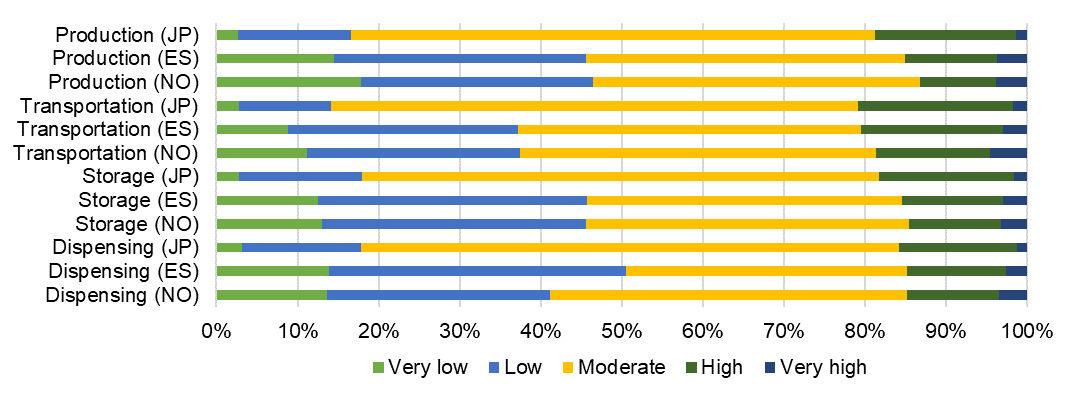 Production (JP)
Production (ES)
Production (NO)
Transportation (JP)
Transportation (ES)
Transportation (NO)
Storage (JP)
Storage (ES)
Storage (NO)
Dispensing (JP)
Dispensing (ES)
Dispensing (NO)
0% 10% 20% 30% 40% 50% 60% 70% 80% 90% 100%
Very low Low Moderate High Very high